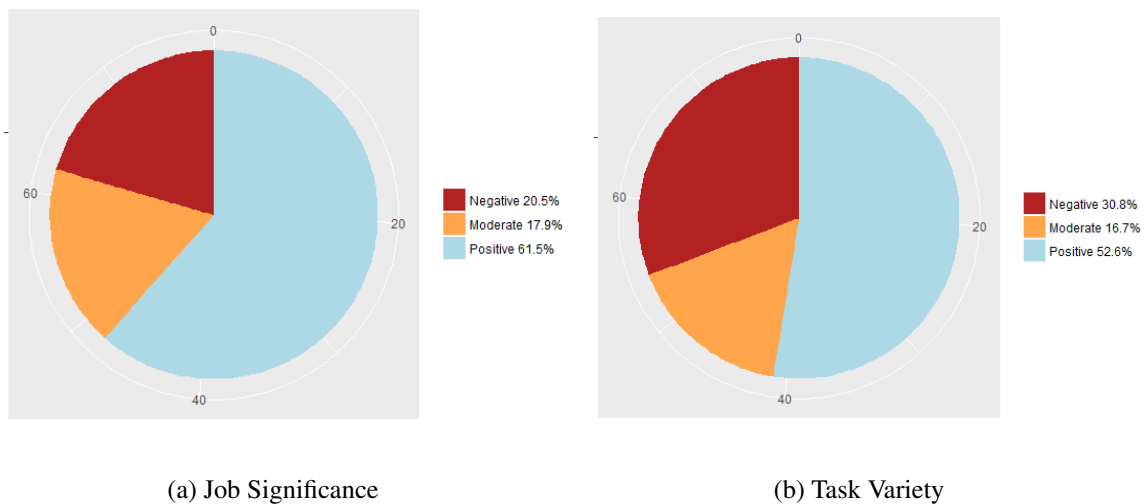 0
20
40
60
Negative 20.5%
Moderate 17.9%
Positive 61.5%
(a) Job Significance
0
20
40
60
Negative 30.8%
Moderate 16.7%
Positive 52.6%
(b) Task Variety